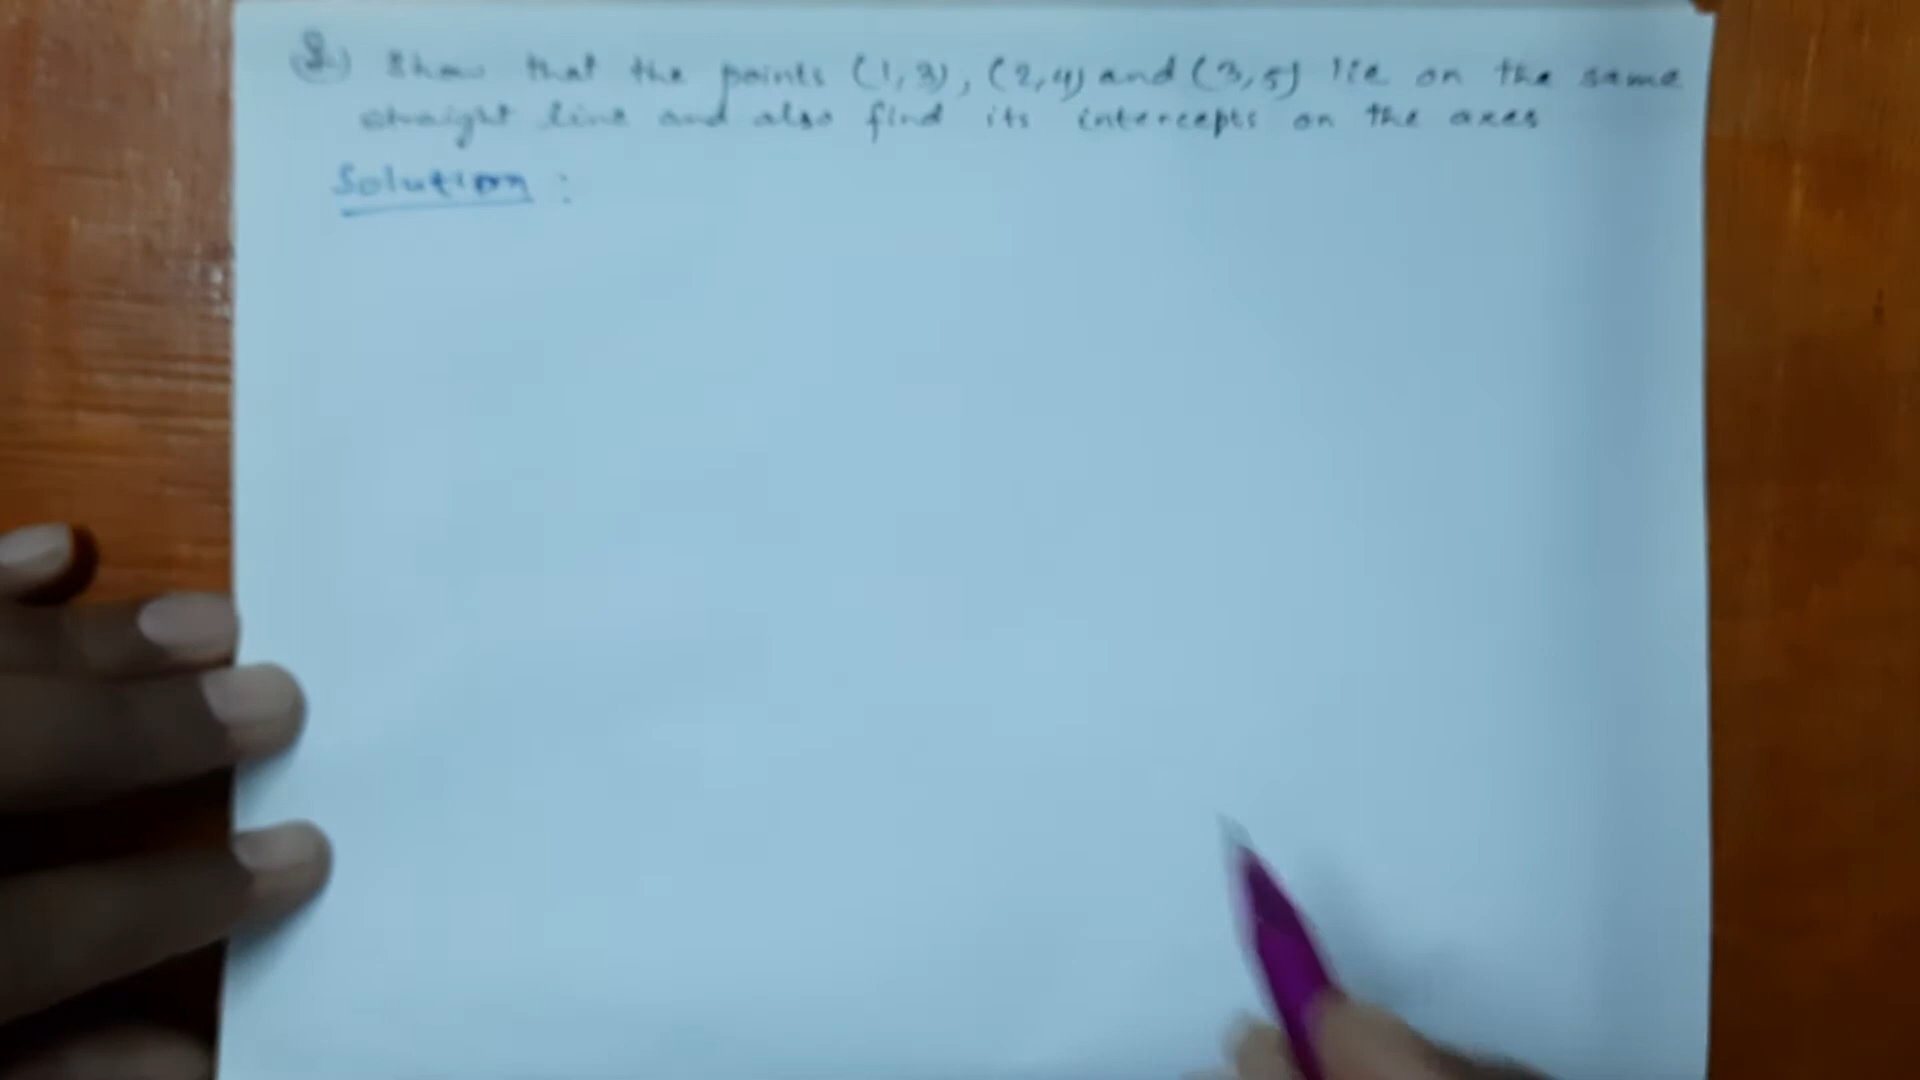 Q) Show that the points (1,3), (2,4) and (3,5) lie on the same
straight line and also find its intercepts on the axes
Solution :